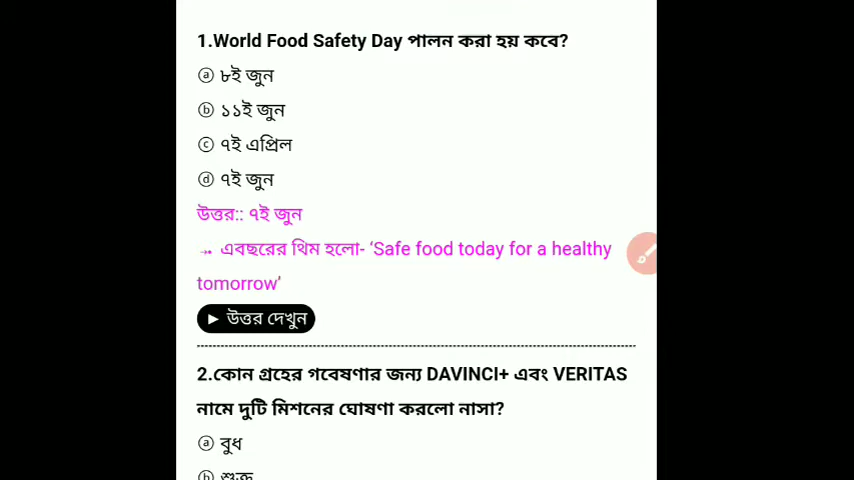 1.World Food Safety Day পালন করা হয় কবে?
ⓐ ৮ই জুন
ⓑ ১১ই জুন
ⓒ ৭ই এপ্রিল
ⓓ ৭ই জুন
উত্তর:: ৭ই জুন
→ এবছরের থিম হলো- ‘Safe food today for a healthy
tomorrow’
► উত্তর দেখুন
2.কোন গ্রহের গবেষণার জন্য DAVINCI+ এবং VERITAS
নামে দুটি মিশনের ঘোষণা করলো নাসা?
ⓐ বুধ
ⓑ শুক্র